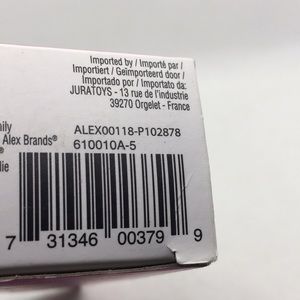 Imported by / Importé par /
Importiert / Geïmporteerd door /
Importado por / Importato da:
JURATOYS - 13 rue de l'industrie
39270 Orgelet - France
ALEX00118-P102878
Alex Brands®
610010A-5
®
7 31346 00379 9